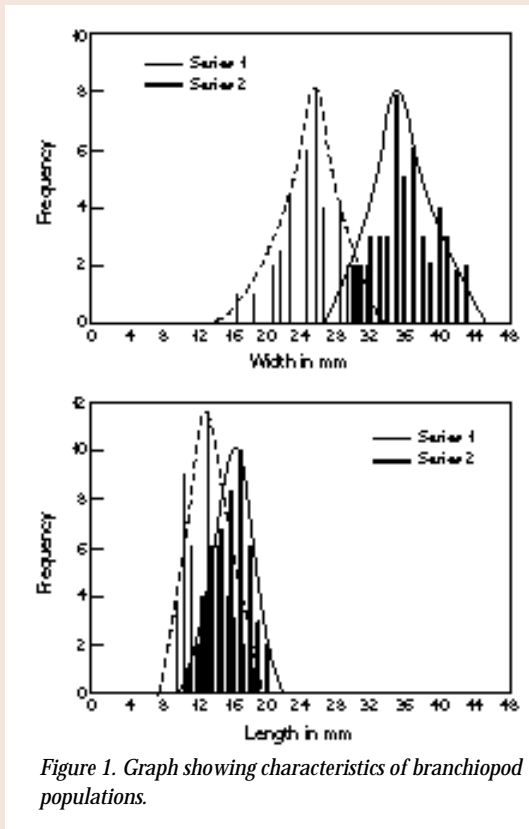 10
8
6
4
2
0
Frequency
Series 1
Series 2
0 4 8 12 16 20 24 28 32 36 40 44 48
Width in mm
12
10
8
6
4
2
0
Frequency
Series 1
Series 2
0 4 8 12 16 20 24 28 32 36 40 44 48
Length in mm
Figure 1. Graph showing characteristics of branchiopod
populations.